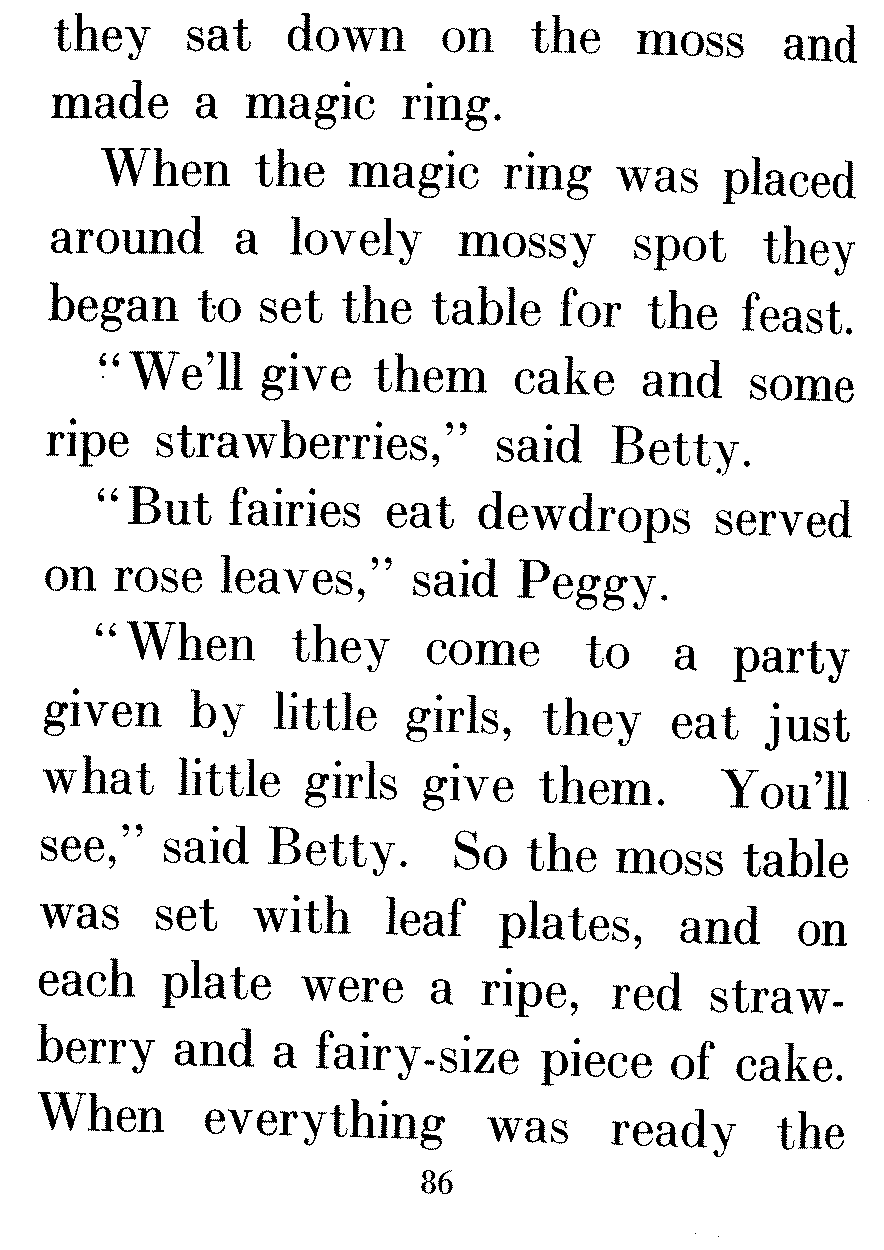 they sat down on the moss and
made a magic ring.
When the magic ring was placed
around a lovely mossy spot they
began to set the table for the feast.
“We’ll give them cake and some
ripe strawberries,” said Betty.
“But fairies eat dewdrops served
on rose leaves,” said Peggy.
“When they come to a party
given by little girls, they eat just
what little girls give them. You’ll
see,” said Betty. So the moss table
was set with leaf plates, and on
each plate were a ripe, red straw-
berry and a fairy-size piece of cake.
When everything was ready the
86